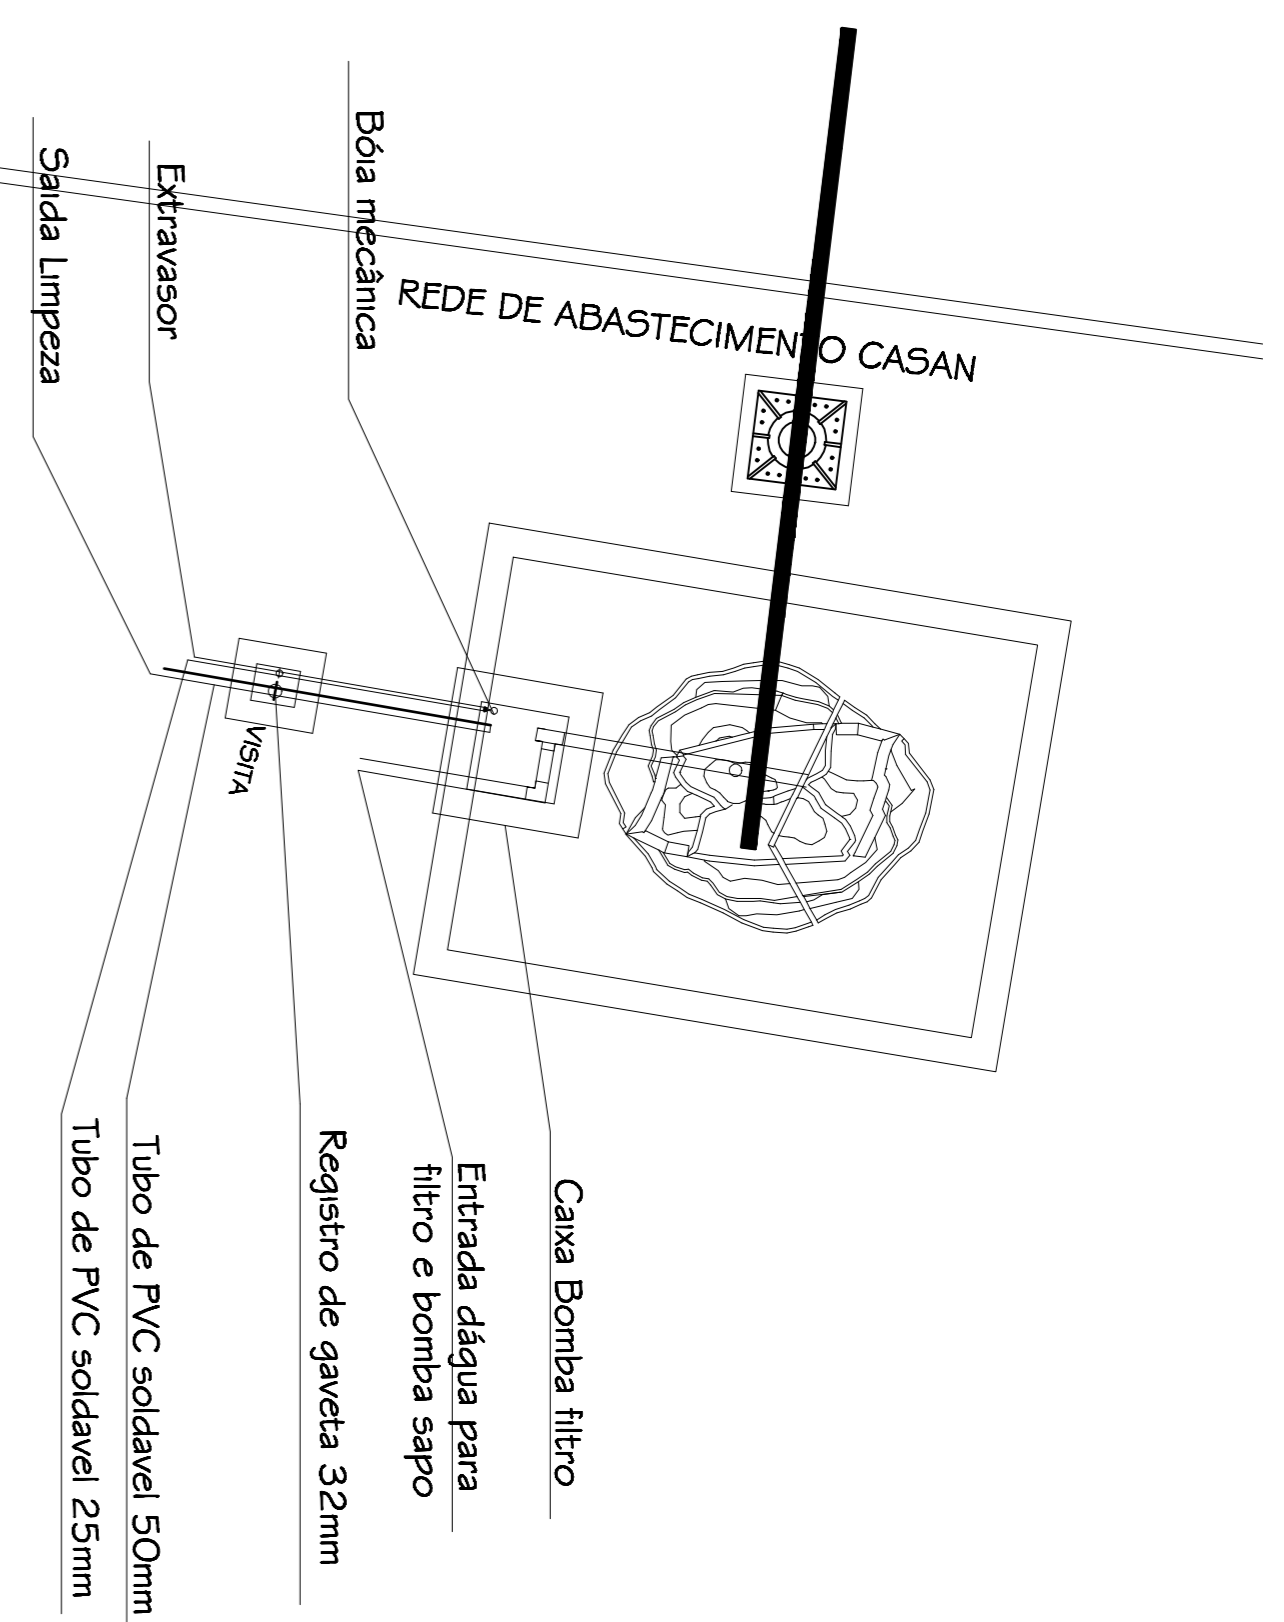 Bóia mecânica
Extravasor
Saida Limpeza
REDE DE ABASTECIMENTO CASAN
VISITA
Caixa Bomba filtro
Entrada dágua para
filtro e bomba sapo
Registro de gaveta 32mm
Tubo de PVC soldavel 50mm
Tubo de PVC soldavel 25mm